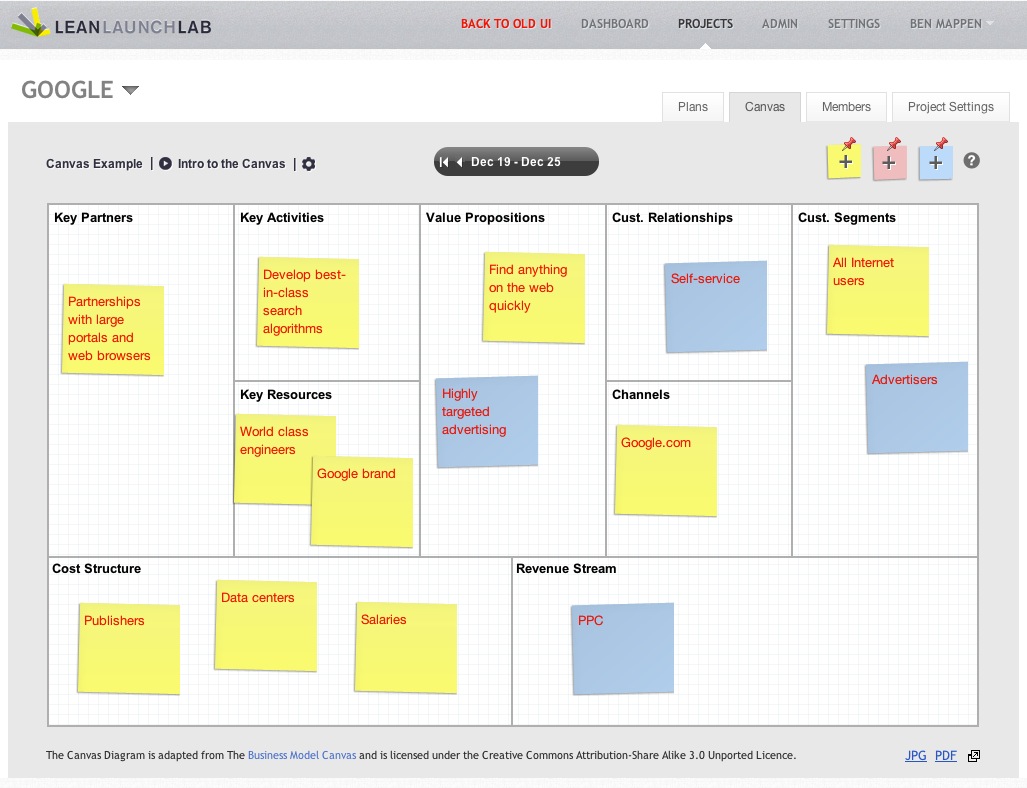 LEANLAUNCHLAB
BACK TO OLD UI
DASHBOARD
PROJECTS
ADMIN
SETTINGS
BEN MAPPEN
GOOGLE
Plans
Canvas
Members
Project Settings
Canvas Example | Intro to the Canvas |
Dec 19 - Dec 25
+
+
+
?
Key Partners
Partnerships
with large
portals and
web browsers
Key Activities
Develop best-
in-class
search
algorithms
Key Resources
World class
engineers
Google brand
Value Propositions
Find anything
on the web
quickly
Highly
targeted
advertising
Cust. Relationships
Self-service
Channels
Google.com
Cust. Segments
All Internet
users
Advertisers
Cost Structure
Publishers
Data centers
Salaries
Revenue Stream
PPC
The Canvas Diagram is adapted from The Business Model Canvas and is licensed under the Creative Commons Attribution-Share Alike 3.0 Unported Licence.
JPG PDF